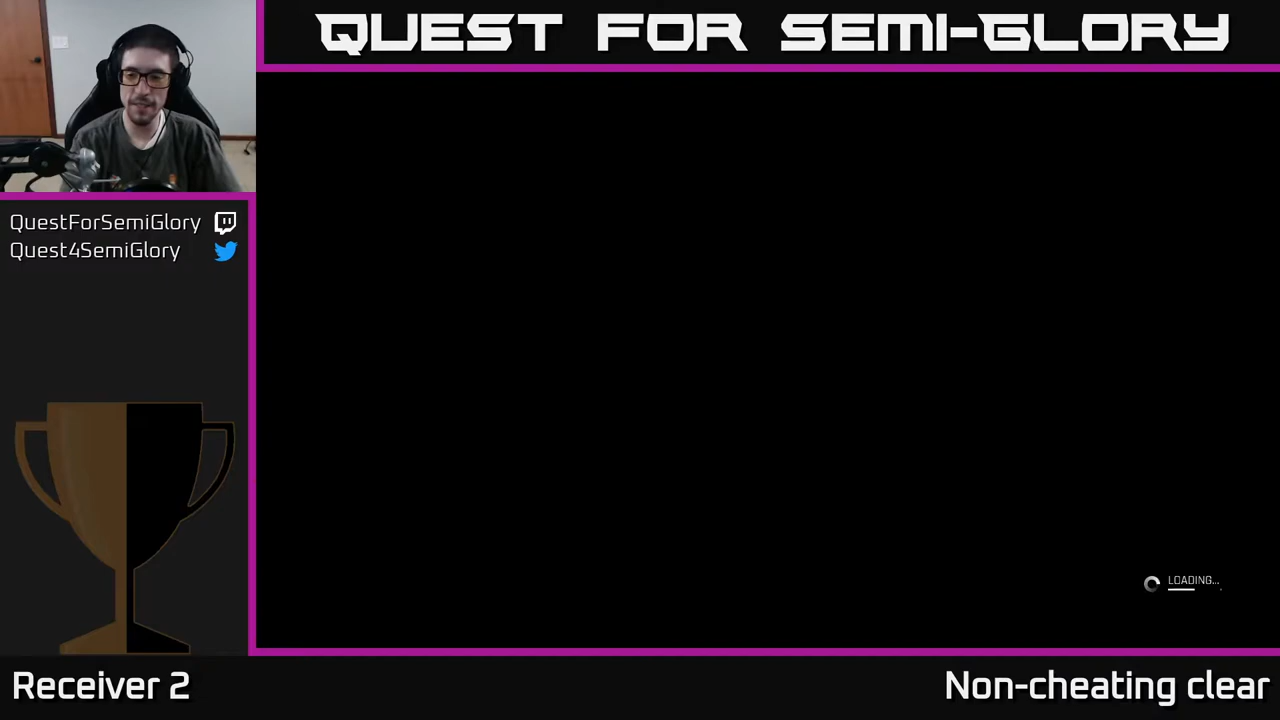 QUEST FOR SEMI-GLORY
QuestForSemiGlory
Quest4SemiGlory
LOADING...
Receiver 2
Non-cheating clear